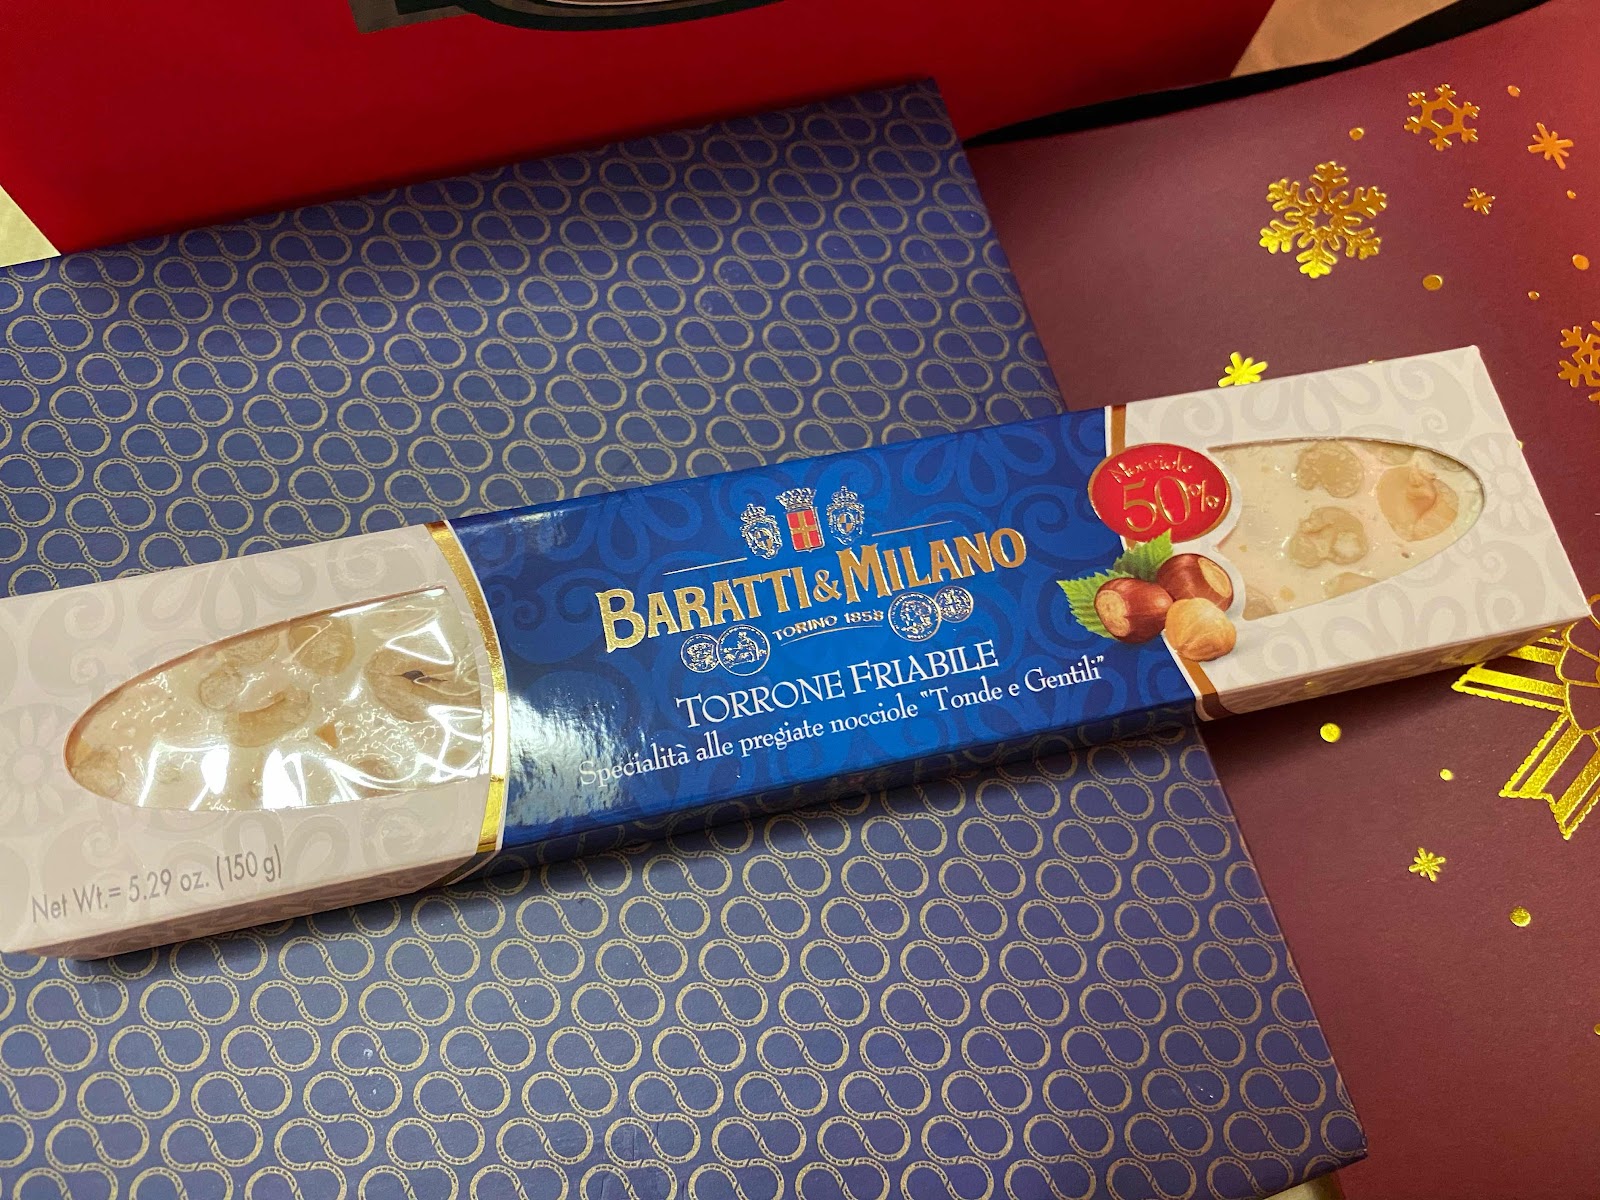 BARATTI & MILANO
TORINO 1858
TORRONE FRIABILE
Specialità alle pregiate nocciole "Tonde e Gentili"
Nocciole
50%
Net Wt.= 5.29 oz. (150 g)